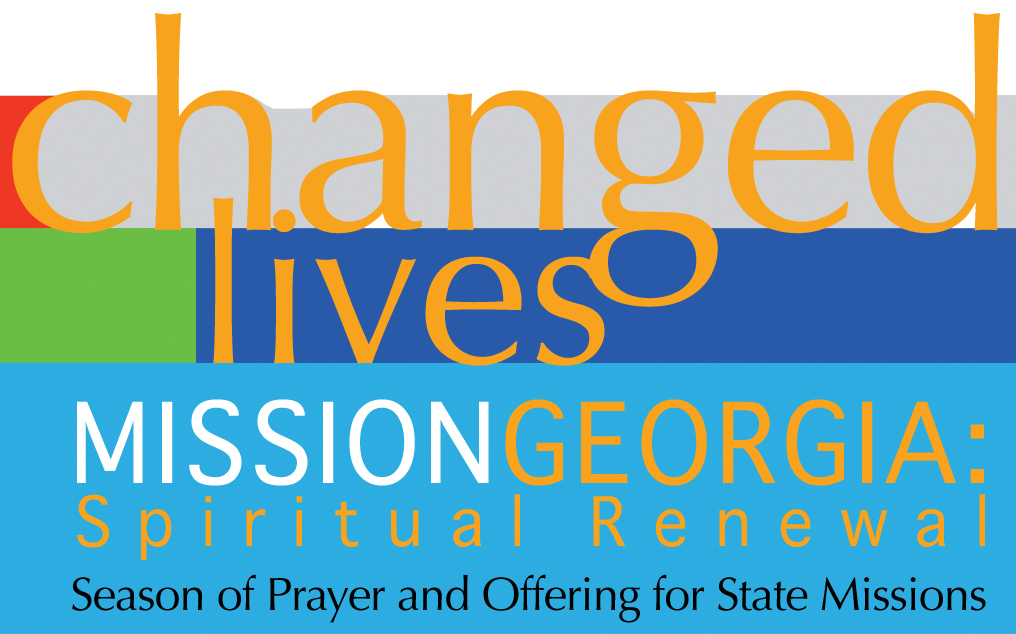 changed
lives
MISSIONGEORGIA:
Spiritual Renewal
Season of Prayer and Offering for State Missions